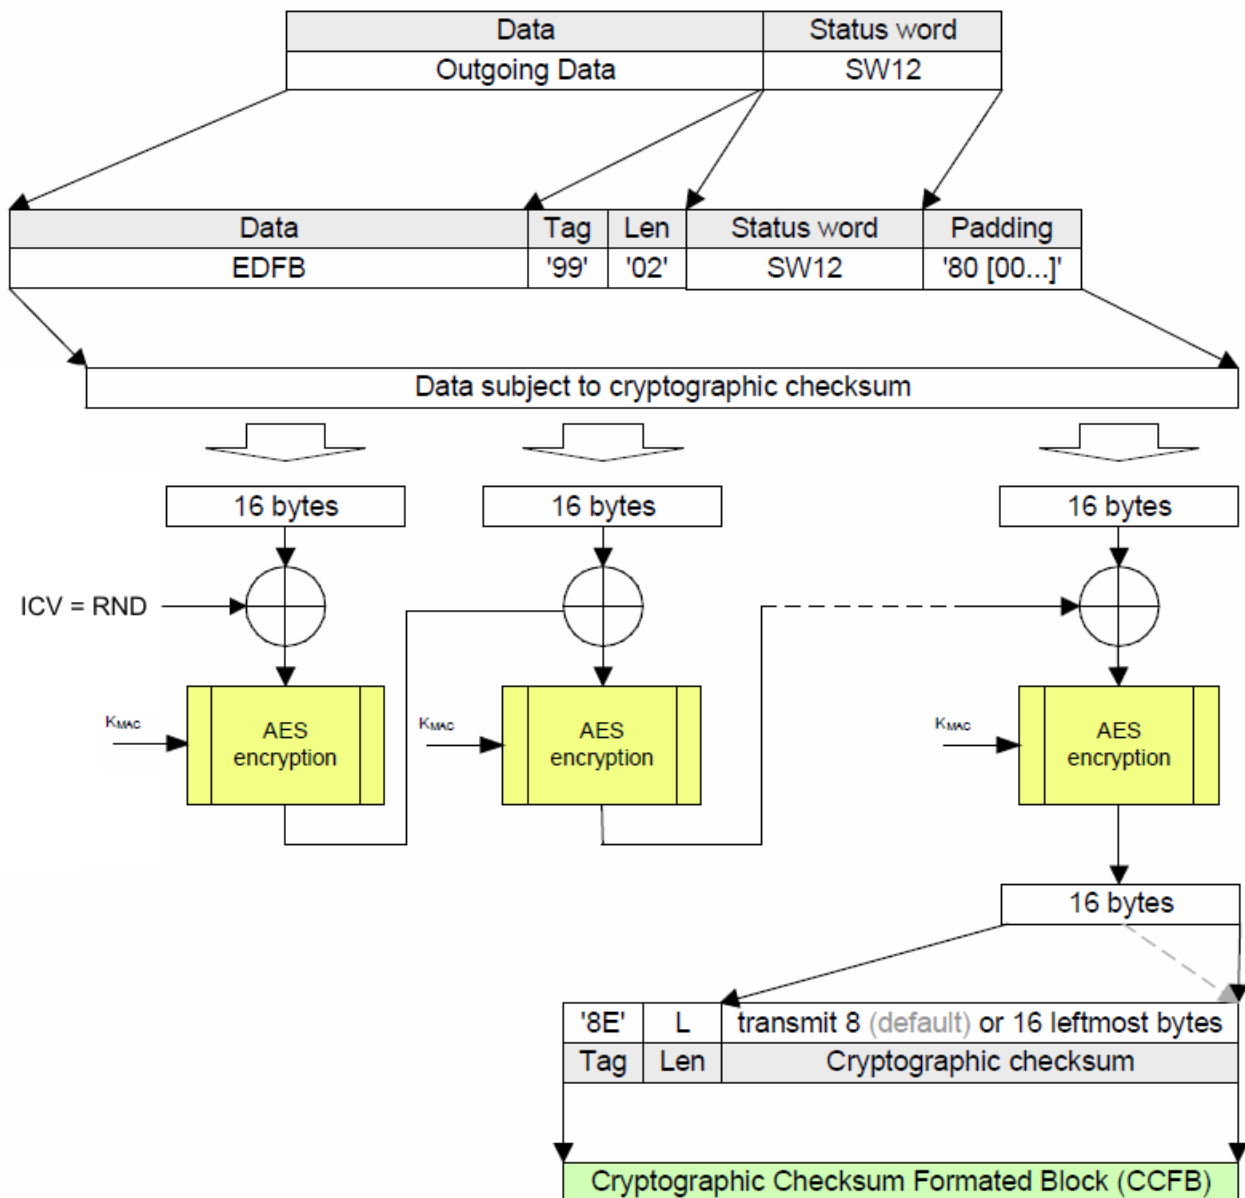 Data Status word
Outgoing Data SW12
Data Tag Len Status word Padding
EDFB '99' '02' SW12 '80 [00...]'
Data subject to cryptographic checksum
16 bytes 16 bytes 16 bytes
ICV = RND
KMAC AES encryption KMAC AES encryption KMAC AES encryption
16 bytes
'8E' L transmit 8 (default) or 16 leftmost bytes
Tag Len Cryptographic checksum
Cryptographic Checksum Formated Block (CCFB)